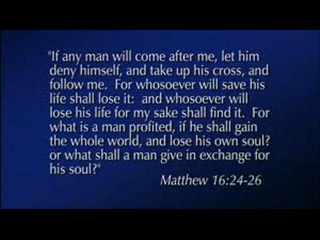 "If any man will come after me, let him
deny himself, and take up his cross, and
follow me.  For whosoever will save his
life shall lose it:  and whosoever will
lose his life for my sake shall find it.  For
what is a man profited, if he shall gain
the whole world, and lose his own soul?
or what shall a man give in exchange for
his soul?"
Matthew 16:24-26